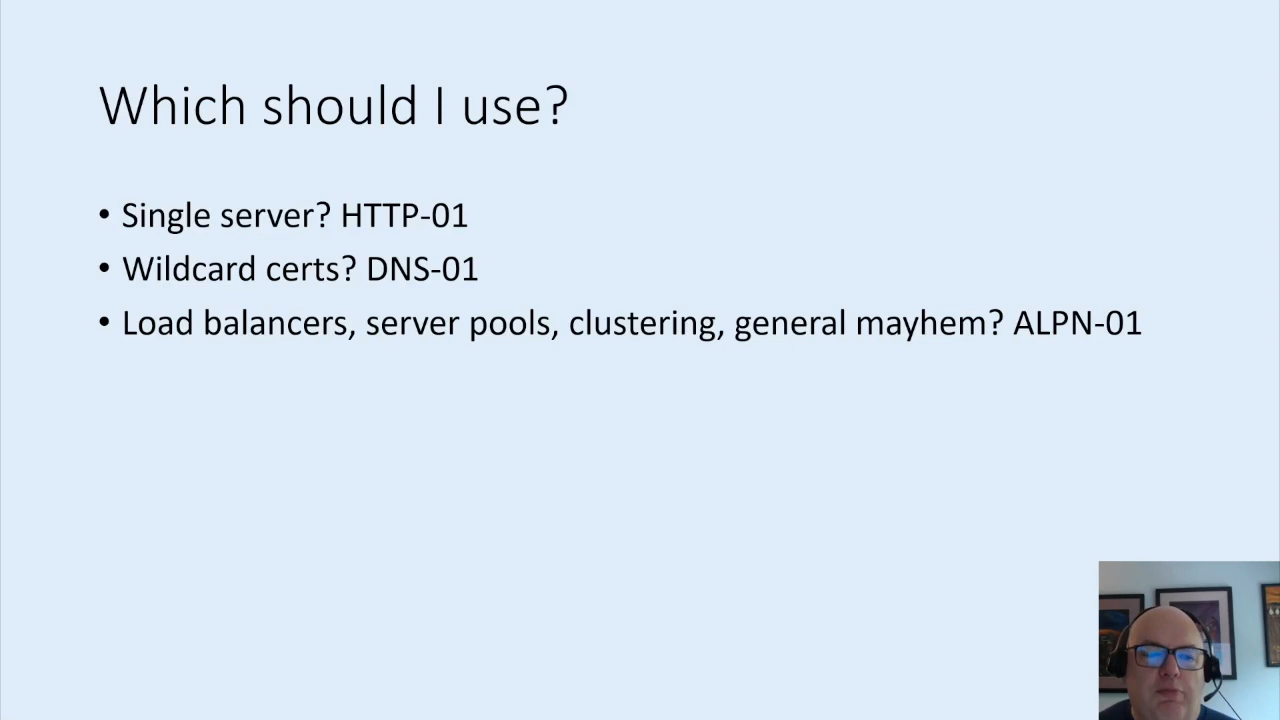 Which should I use?
• Single server? HTTP-01
• Wildcard certs? DNS-01
• Load balancers, server pools, clustering, general mayhem? ALPN-01